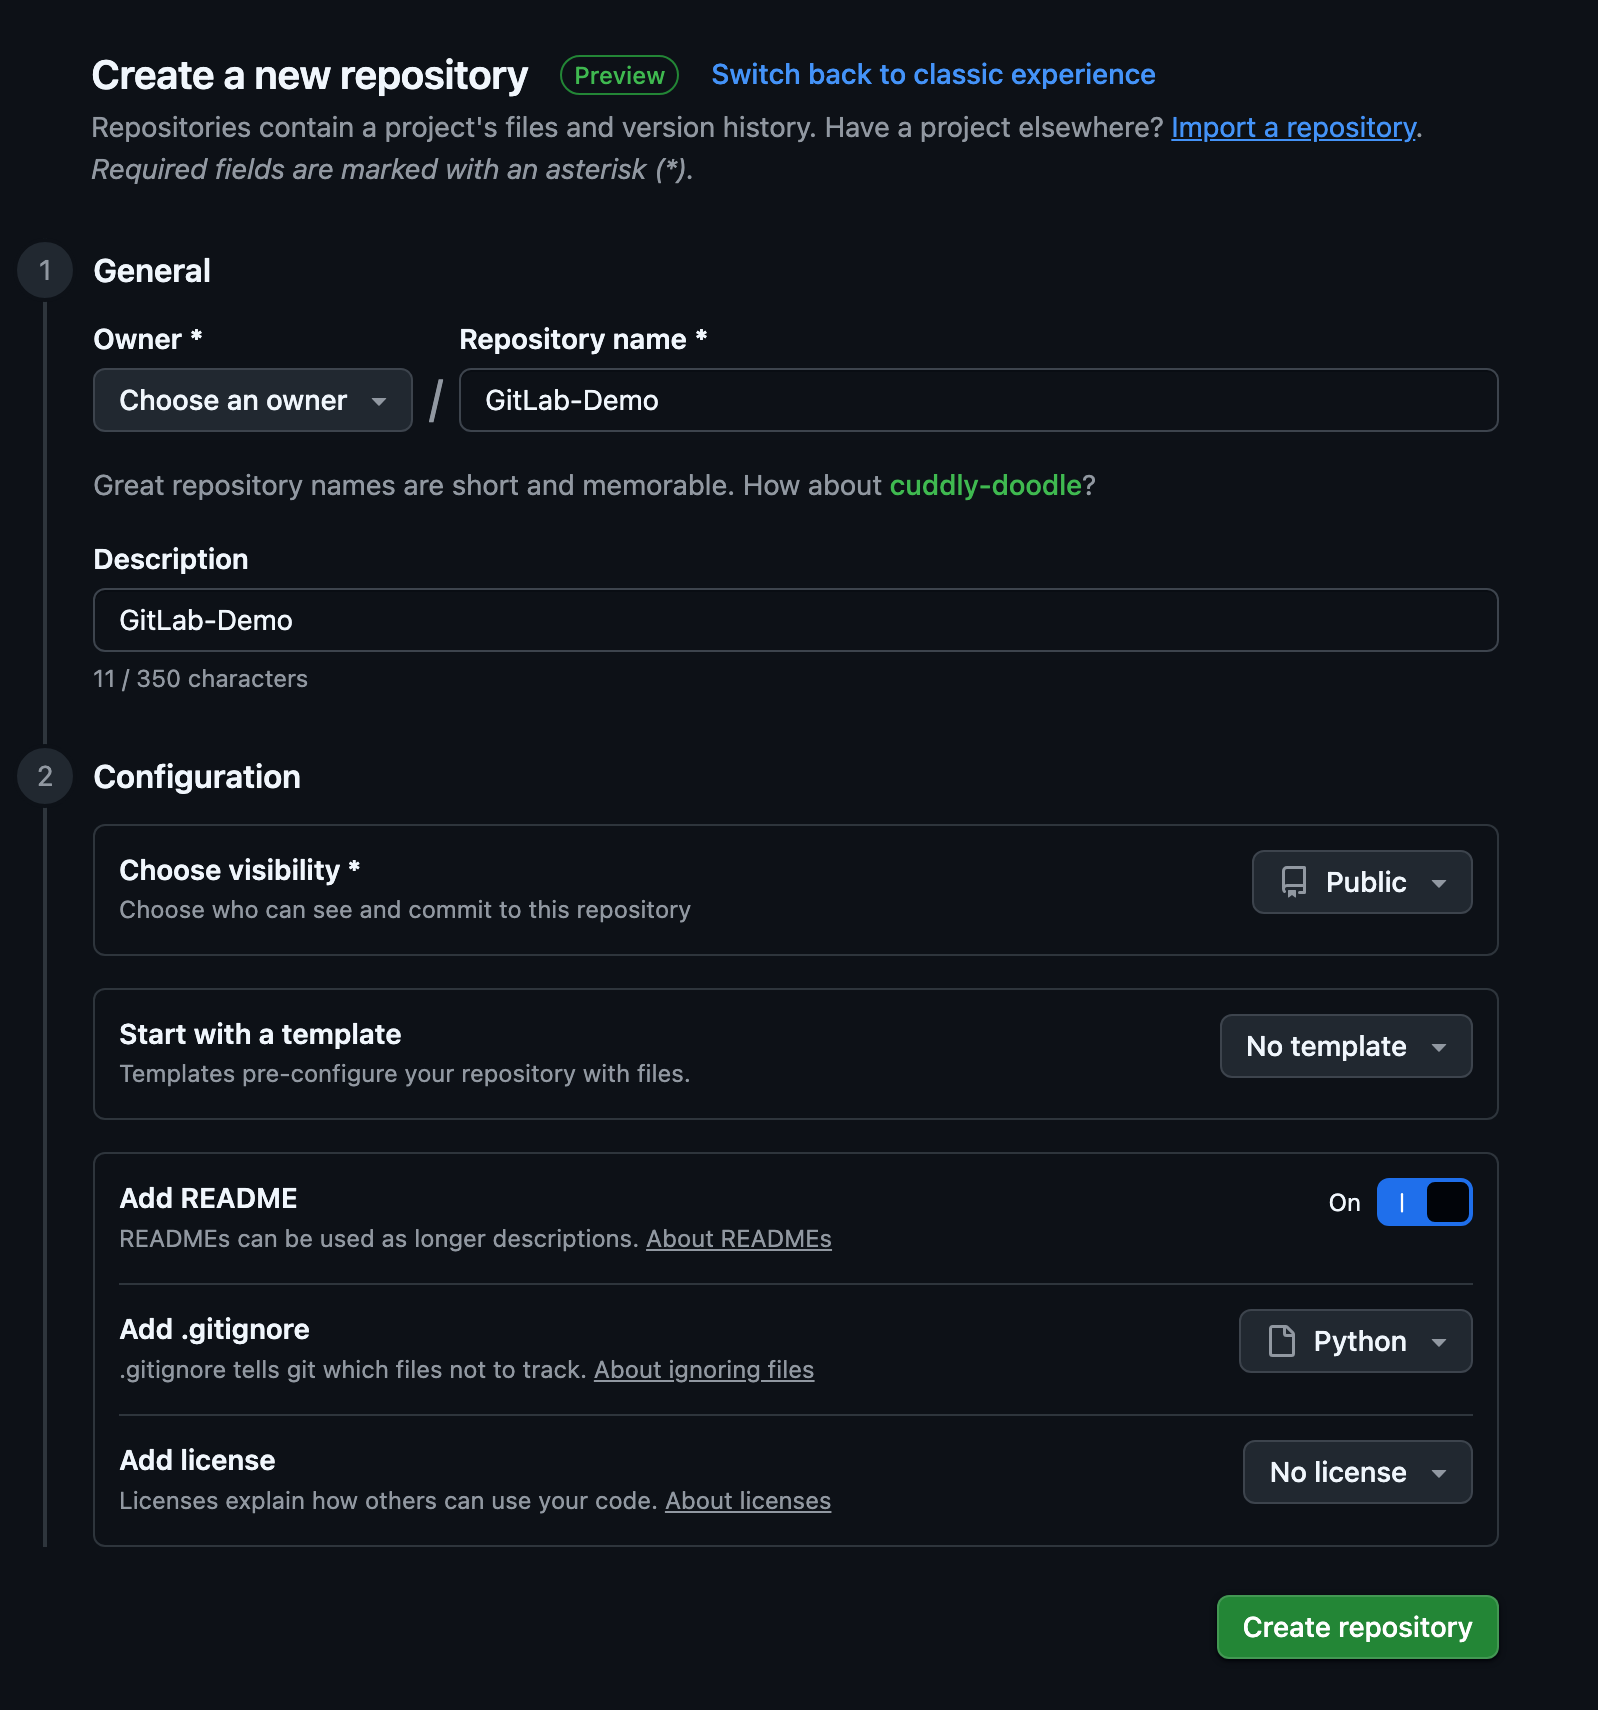 Create a new repository Preview Switch back to classic experience
Repositories contain a project's files and version history. Have a project elsewhere? Import a repository.
Required fields are marked with an asterisk (*).
1 General
Owner * Repository name *
Choose an owner / GitLab-Demo
Great repository names are short and memorable. How about cuddly-doodle?
Description
GitLab-Demo
11 / 350 characters
2 Configuration
Choose visibility *
Public
Choose who can see and commit to this repository
Start with a template
No template
Templates pre-configure your repository with files.
Add README
On
READMEs can be used as longer descriptions. About READMEs
Add .gitignore
Python
.gitignore tells git which files not to track. About ignoring files
Add license
No license
Licenses explain how others can use your code. About licenses
Create repository